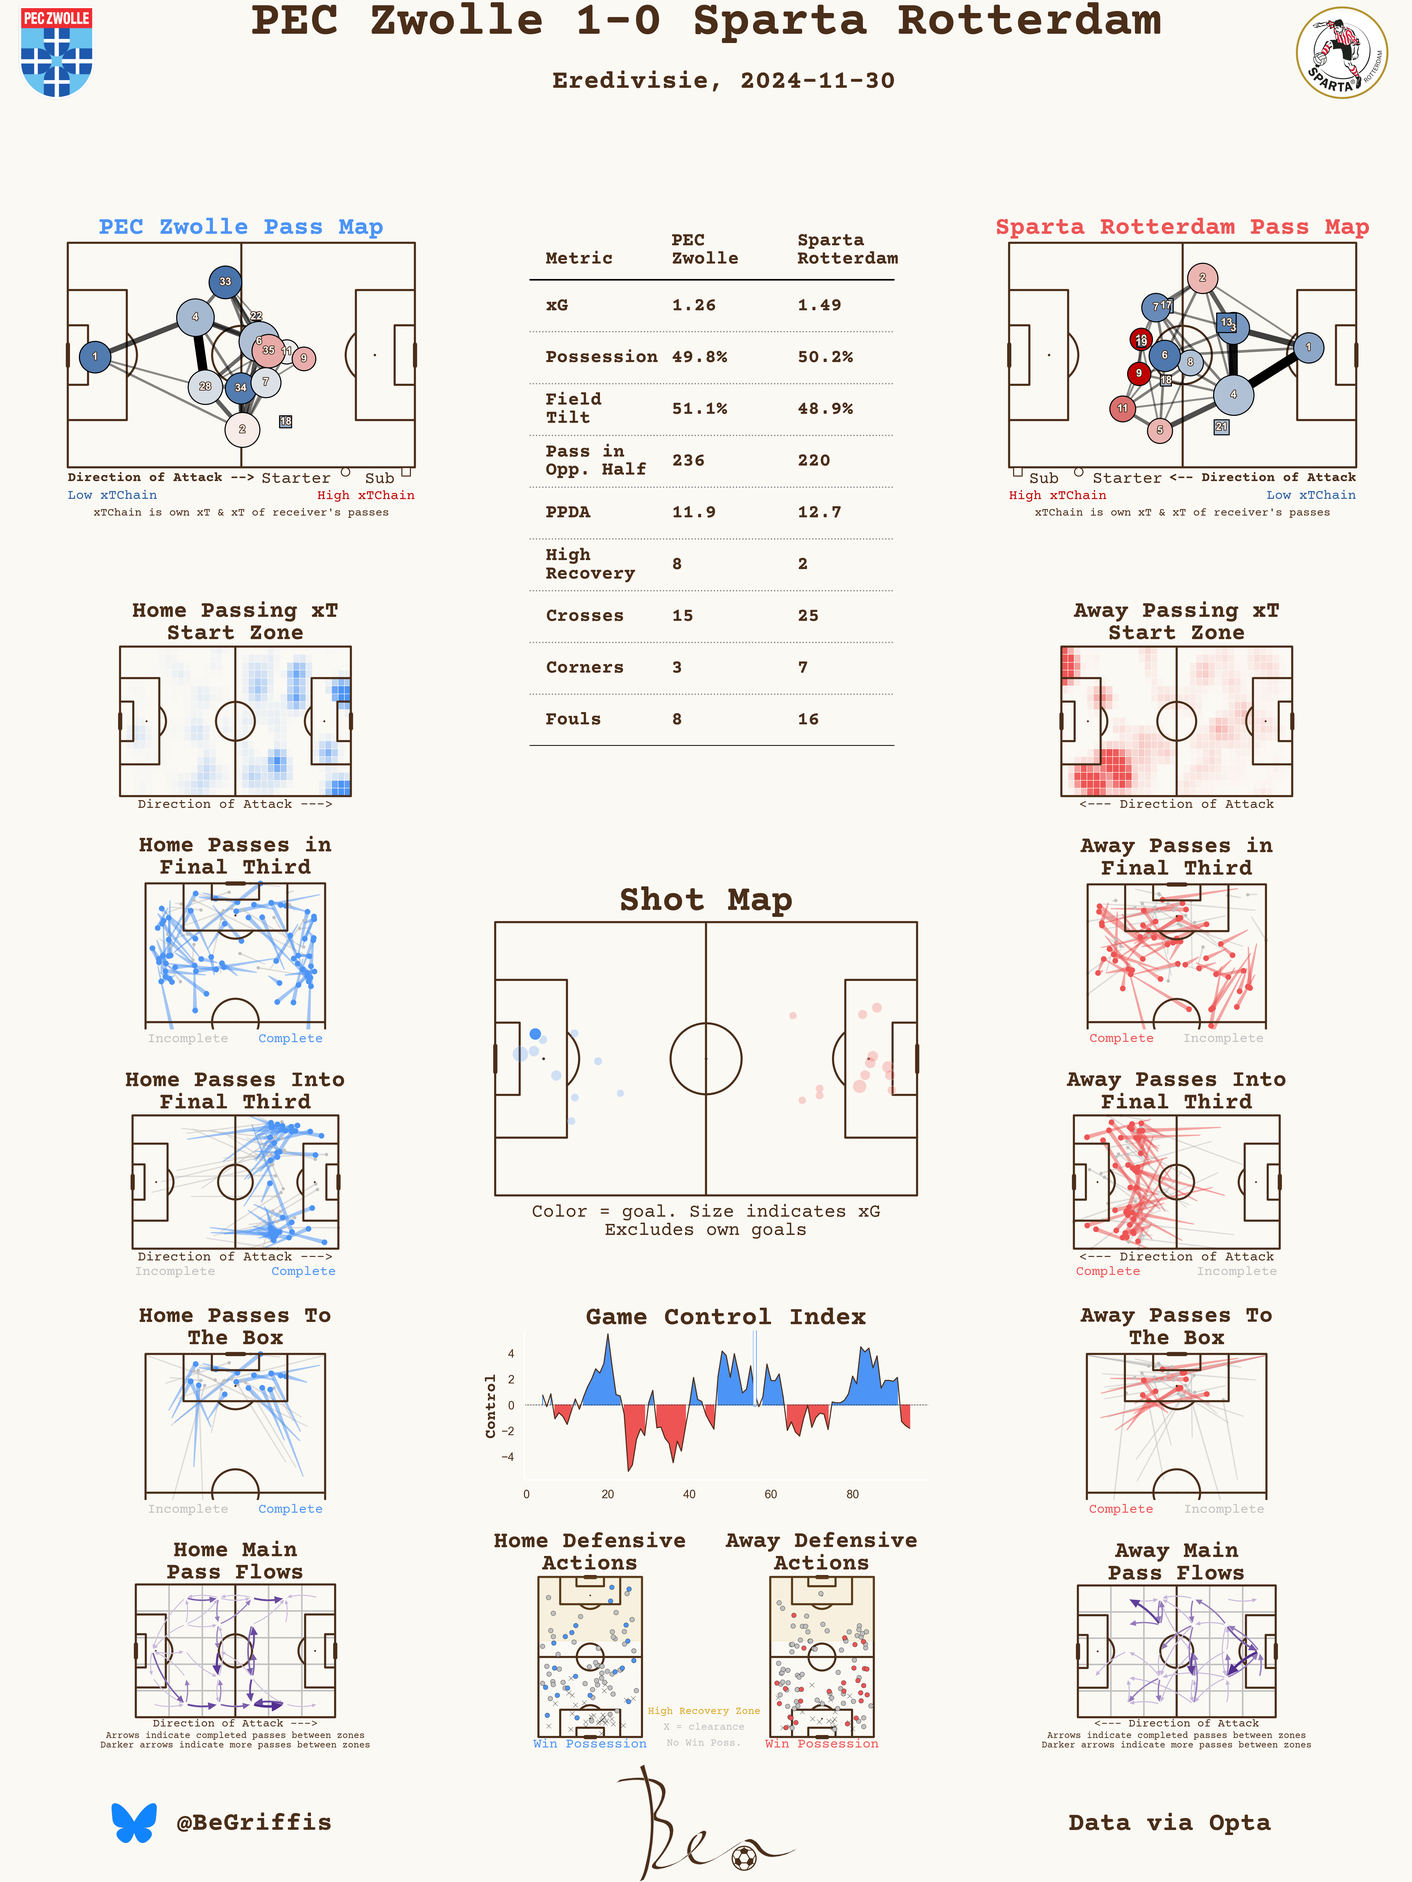 PEC Zwolle 1-0 Sparta Rotterdam
Eredivisie, 2024-11-30
PEC ZWOLLE
SPARTA
ROTTERDAM
PEC Zwolle Pass Map
33
4
22
6
35
11
9
1
28
34
7
18
2
Direction of Attack --> Starter Sub
Low xTChain High xTChain
xTChain is own xT & xT of receiver's passes
Metric PEC Zwolle Sparta Rotterdam
xG 1.26 1.49
Possession 49.8% 50.2%
Field Tilt 51.1% 48.9%
Pass in Opp. Half 236 220
PPDA 11.9 12.7
High Recovery 8 2
Crosses 15 25
Corners 3 7
Fouls 8 16
Sparta Rotterdam Pass Map
2
7
17
13
3
19
6
8
1
9
18
4
11
5
21
Sub Starter <-- Direction of Attack
High xTChain Low xTChain
xTChain is own xT & xT of receiver's passes
Home Passing xT
Start Zone
Direction of Attack --->
Away Passing xT
Start Zone
<--- Direction of Attack
Home Passes in
Final Third
Incomplete Complete
Away Passes in
Final Third
Complete Incomplete
Shot Map
Color = goal. Size indicates xG
Excludes own goals
Home Passes Into
Final Third
Direction of Attack --->
Incomplete Complete
Away Passes Into
Final Third
<--- Direction of Attack
Complete Incomplete
Home Passes To
The Box
Incomplete Complete
Game Control Index
Control
4
2
0
−2
−4
0 20 40 60 80
Away Passes To
The Box
Complete Incomplete
Home Main
Pass Flows
Direction of Attack --->
Arrows indicate completed passes between zones
Darker arrows indicate more passes between zones
Home Defensive
Actions
Win Possession
High Recovery Zone
X = clearance
No Win Poss.
Away Defensive
Actions
Win Possession
Away Main
Pass Flows
<--- Direction of Attack
Arrows indicate completed passes between zones
Darker arrows indicate more passes between zones
@BeGriffis
Ben
Data via Opta